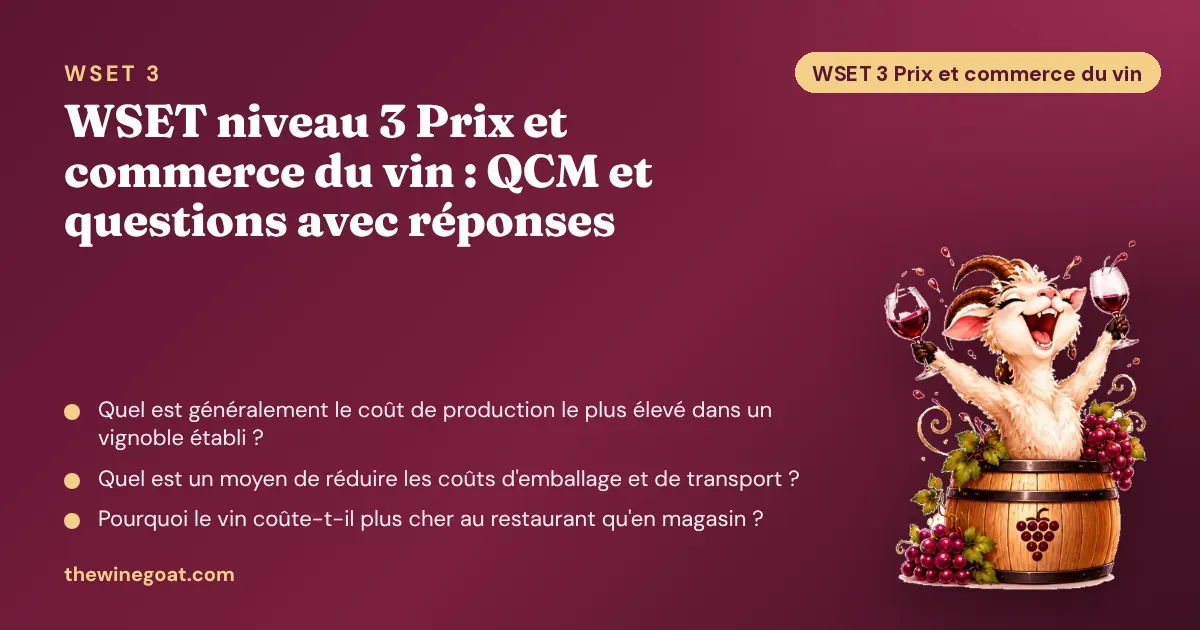 WSET 3
WSET 3 Prix et commerce du vin
WSET niveau 3 Prix et
commerce du vin : QCM et
questions avec réponses
Quel est généralement le coût de production le plus élevé dans un
vignoble établi ?
Quel est un moyen de réduire les coûts d'emballage et de transport ?
Pourquoi le vin coûte-t-il plus cher au restaurant qu'en magasin ?
thewinegoat.com